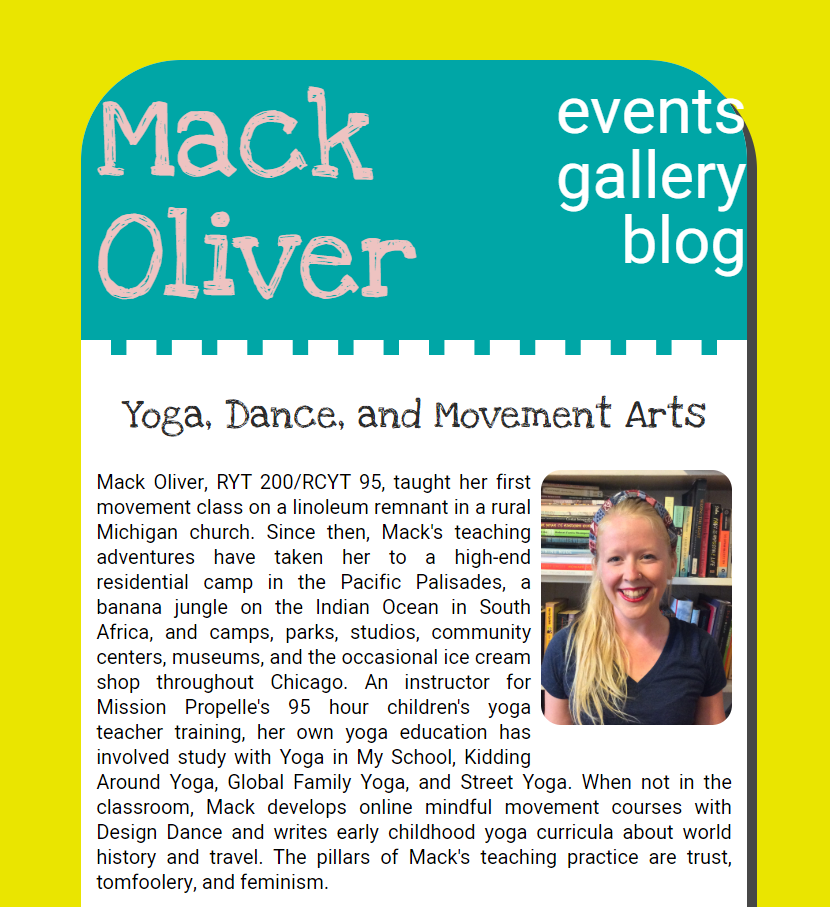 Mack
Oliver
events
gallery
blog
Yoga, Dance, and Movement Arts
Mack Oliver, RYT 200/RCYT 95, taught her first
movement class on a linoleum remnant in a rural
Michigan church. Since then, Mack's teaching
adventures have taken her to a high-end
residential camp in the Pacific Palisades, a
banana jungle on the Indian Ocean in South
Africa, and camps, parks, studios, community
centers, museums, and the occasional ice cream
shop throughout Chicago. An instructor for
Mission Propelle's 95 hour children's yoga
teacher training, her own yoga education has
involved study with Yoga in My School, Kidding
Around Yoga, Global Family Yoga, and Street Yoga. When not in the
classroom, Mack develops online mindful movement courses with
Design Dance and writes early childhood yoga curricula about world
history and travel. The pillars of Mack's teaching practice are trust,
tomfoolery, and feminism.